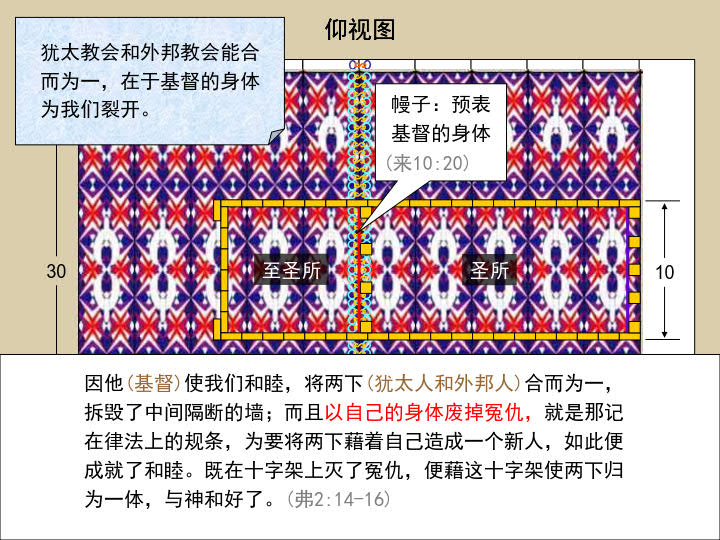 仰视图
犹太教会和外邦教会能合
而为一，在于基督的身体
为我们裂开。
幔子：预表
基督的身体
(来10:20)
至圣所
圣所
30
10
因他(基督)使我们和睦，将两下(犹太人和外邦人)合而为一，
拆毁了中间隔断的墙；而且以自己的身体废掉冤仇，就是那记
在律法上的规条，为要将两下藉着自己造成一个新人，如此便
成就了和睦。既在十字架上灭了冤仇，便藉这十字架使两下归
为一体，与神和好了。(弗2:14-16)